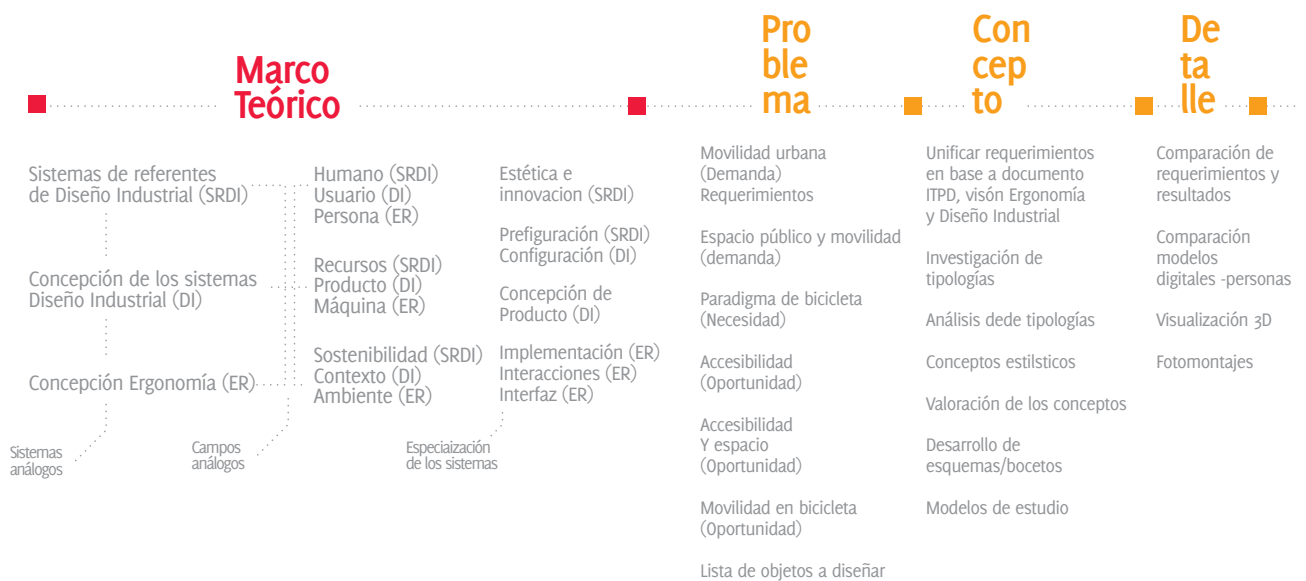 Marco
Teórico
Sistemas de referentes
de Diseño Industrial (SRDI)
Concepción de los sistemas
Diseño Industrial (DI)
Concepción Ergonomía (ER)
Sistemas
análogos
Humano (SRDI)
Usuario (DI)
Persona (ER)
Recursos (SRDI)
Producto (DI)
Máquina (ER)
Sostenibilidad (SRDI)
Contexto (DI)
Ambiente (ER)
Campos
análogos
Estética e
innovacion (SRDI)
Prefiguración (SRDI)
Configuración (DI)
Concepción de
Producto (DI)
Implementación (ER)
Interacciones (ER)
Interfaz (ER)
Especiaización
de los sistemas
Pro
ble
ma
Movilidad urbana
(Demanda)
Requerimientos
Espacio público y movilidad
(demanda)
Paradigma de bicicleta
(Necesidad)
Accesibilidad
(Oportunidad)
Accesibilidad
Y espacio
(Oportunidad)
Movilidad en bicicleta
(Oportunidad)
Lista de objetos a diseñar
Con
cep
to
Unificar requerimientos
en base a documento
ITPD, visón Ergonomía
y Diseño Industrial
Investigación de
tipologías
Análisis dede tipologías
Conceptos estilsticos
Valoración de los conceptos
Desarrollo de
esquemas/bocetos
Modelos de estudio
De
ta
lle
Comparación de
requerimientos y
resultados
Comparación
modelos
digitales -personas
Visualización 3D
Fotomontajes